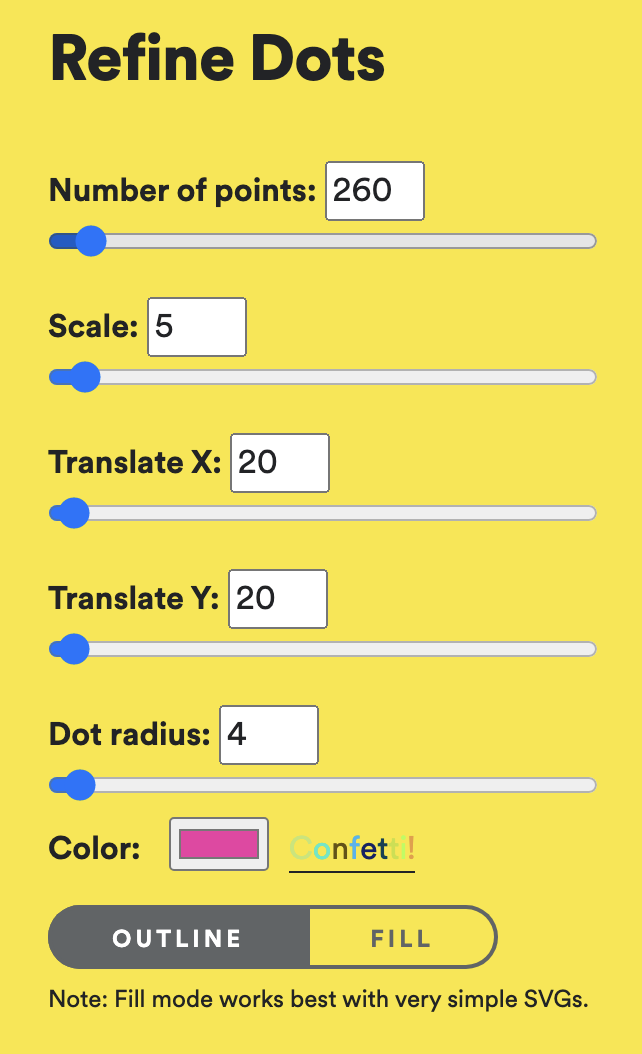 Refine Dots
Number of points: 260
Scale: 5
Translate X: 20
Translate Y: 20
Dot radius: 4
Color: Confetti!
OUTLINE FILL
Note: Fill mode works best with very simple SVGs.